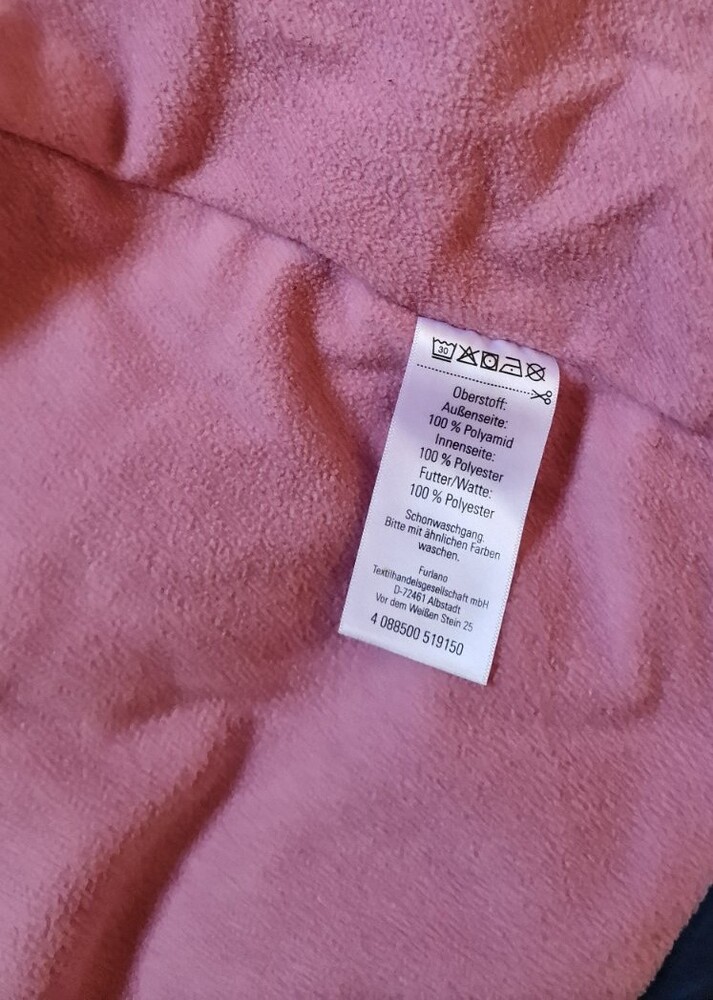 30
Oberstoff:
Außenseite:
100 % Polyamid
Innenseite:
100 % Polyester
Futter/Watte:
100 % Polyester
Schonwaschgang.
Bitte mit ähnlichen Farben
waschen.
Furlano
Textilhandelsgesellschaft mbH
D-72461 Albstadt
Vor dem Weißen Stein 25
4 088500 519150